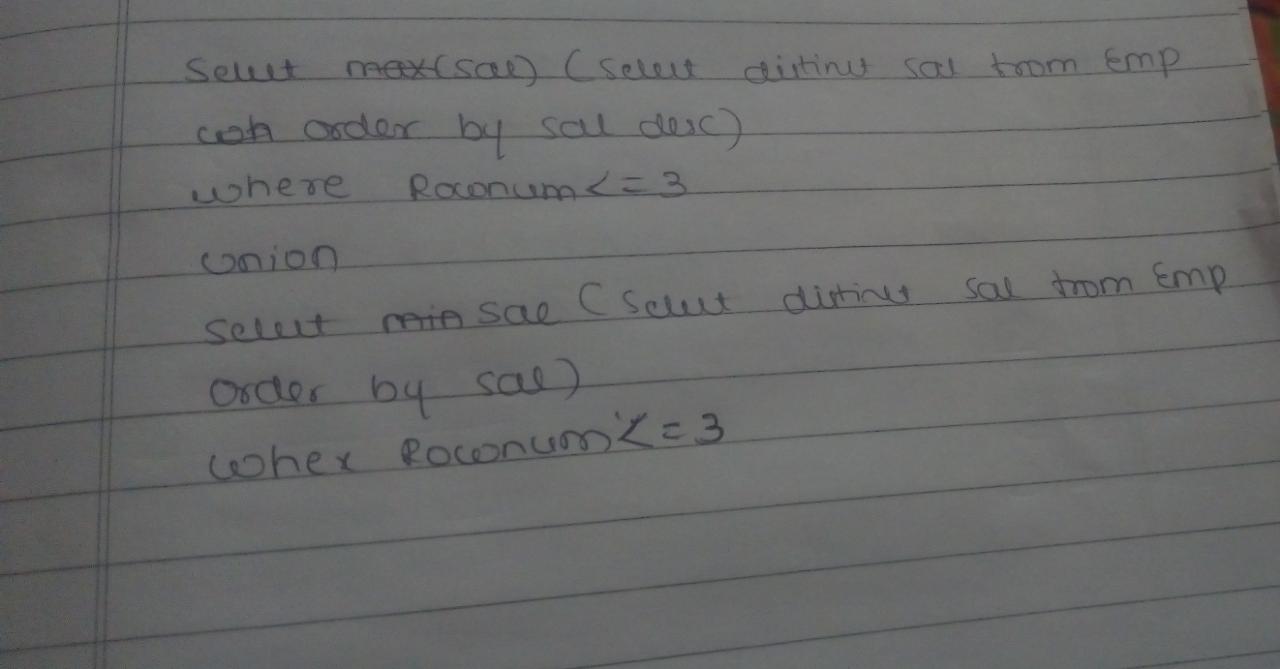 Select max(sal) (Select distinct sal from Emp
order by sal desc)
where Rownum<=3
union
Select min sal (Select distinct sal from Emp
order by sal)
wher Rownum<=3